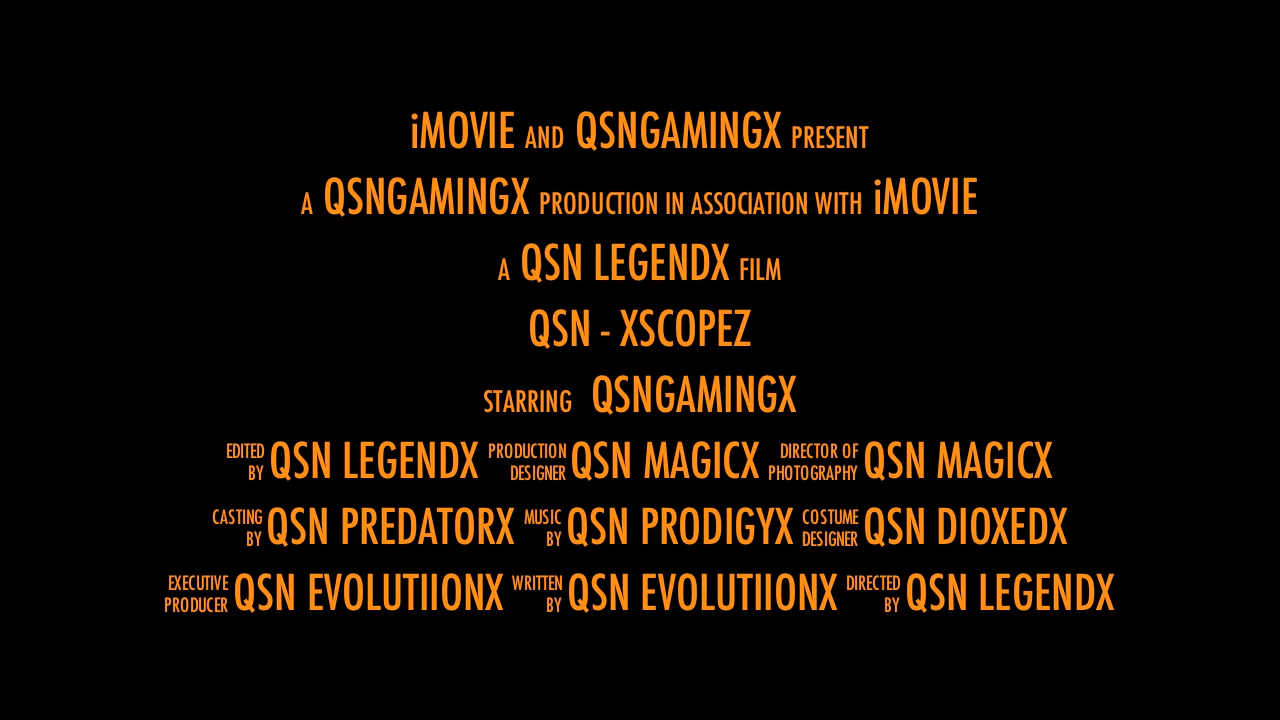 iMOVIE AND QSNGAMINGX PRESENT
A QSNGAMINGX PRODUCTION IN ASSOCIATION WITH iMOVIE
A QSN LEGENDX FILM
QSN - XSCOPEZ
STARRING QSNGAMINGX
EDITED BY QSN LEGENDX PRODUCTION DESIGNER QSN MAGICX DIRECTOR OF PHOTOGRAPHY QSN MAGICX
CASTING BY QSN PREDATORX MUSIC BY QSN PRODIGYX COSTUME DESIGNER QSN DIOXEDX
EXECUTIVE PRODUCER QSN EVOLUTIIONX WRITTEN BY QSN EVOLUTIIONX DIRECTED BY QSN LEGENDX